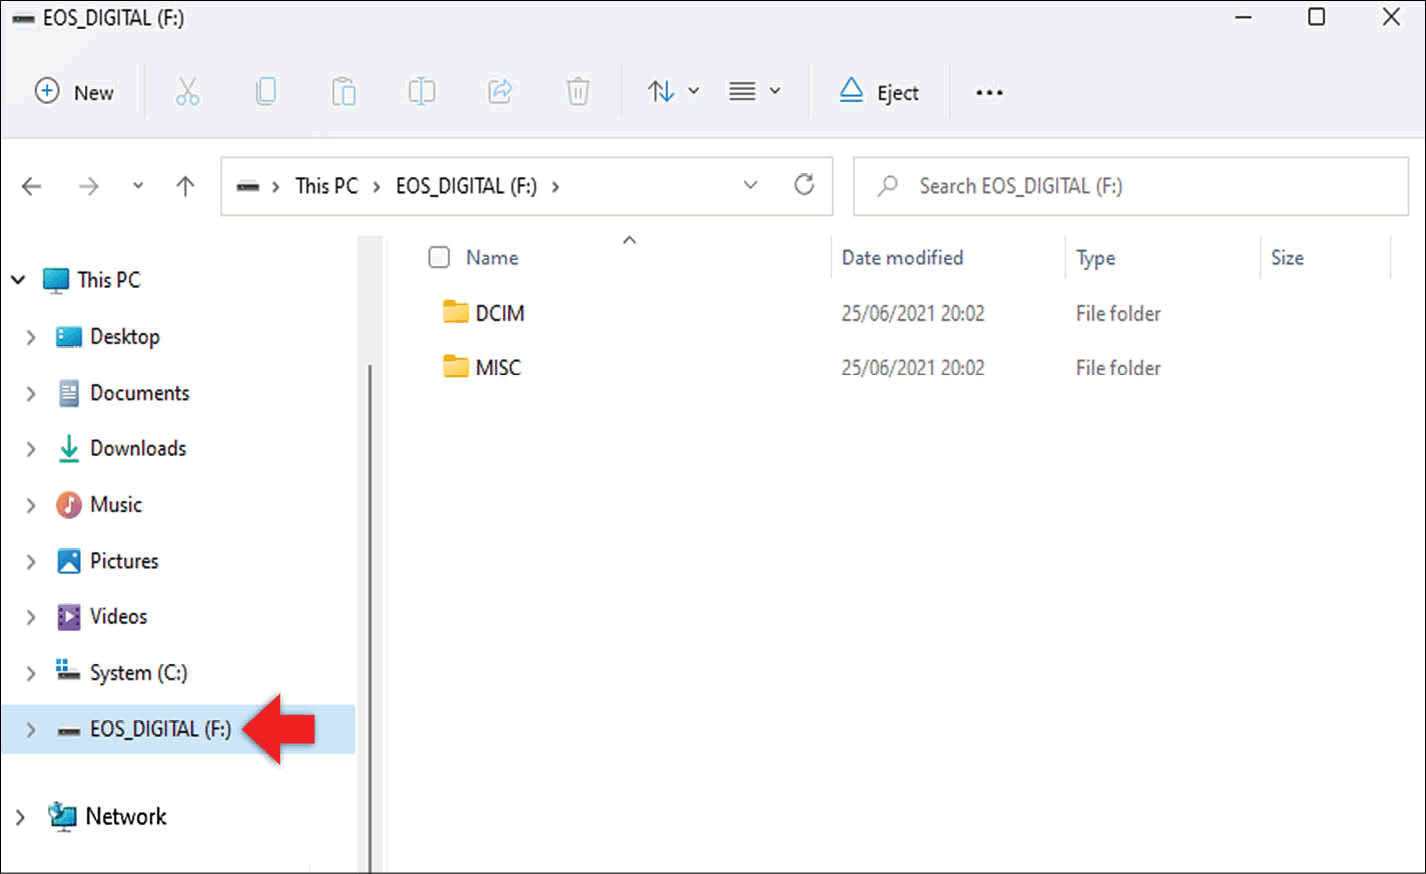 EOS_DIGITAL (F:)
New
Eject
This PC > EOS_DIGITAL (F:) >
Search EOS_DIGITAL (F:)
Name Date modified Type Size
DCIM 25/06/2021 20:02 File folder
MISC 25/06/2021 20:02 File folder
This PC
Desktop
Documents
Downloads
Music
Pictures
Videos
System (C:)
EOS_DIGITAL (F:)
Network